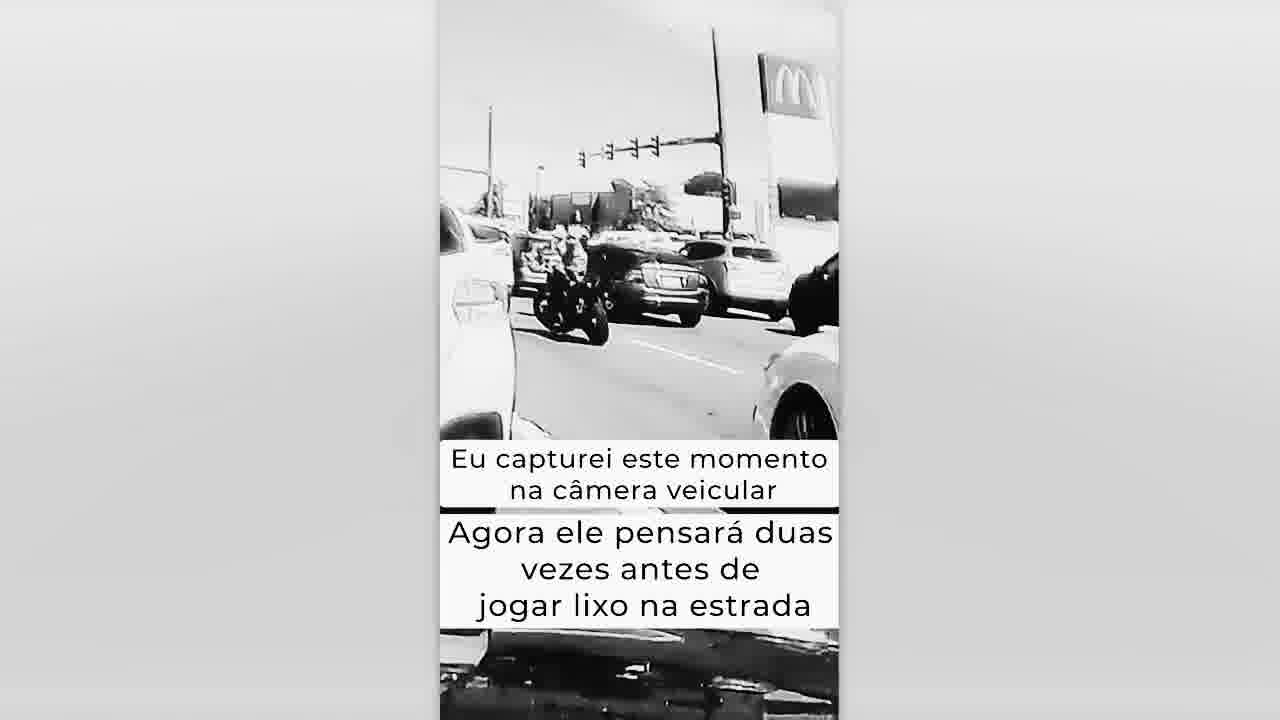 Eu capturei este momento
na câmera veicular
Agora ele pensará duas
vezes antes de
jogar lixo na estrada